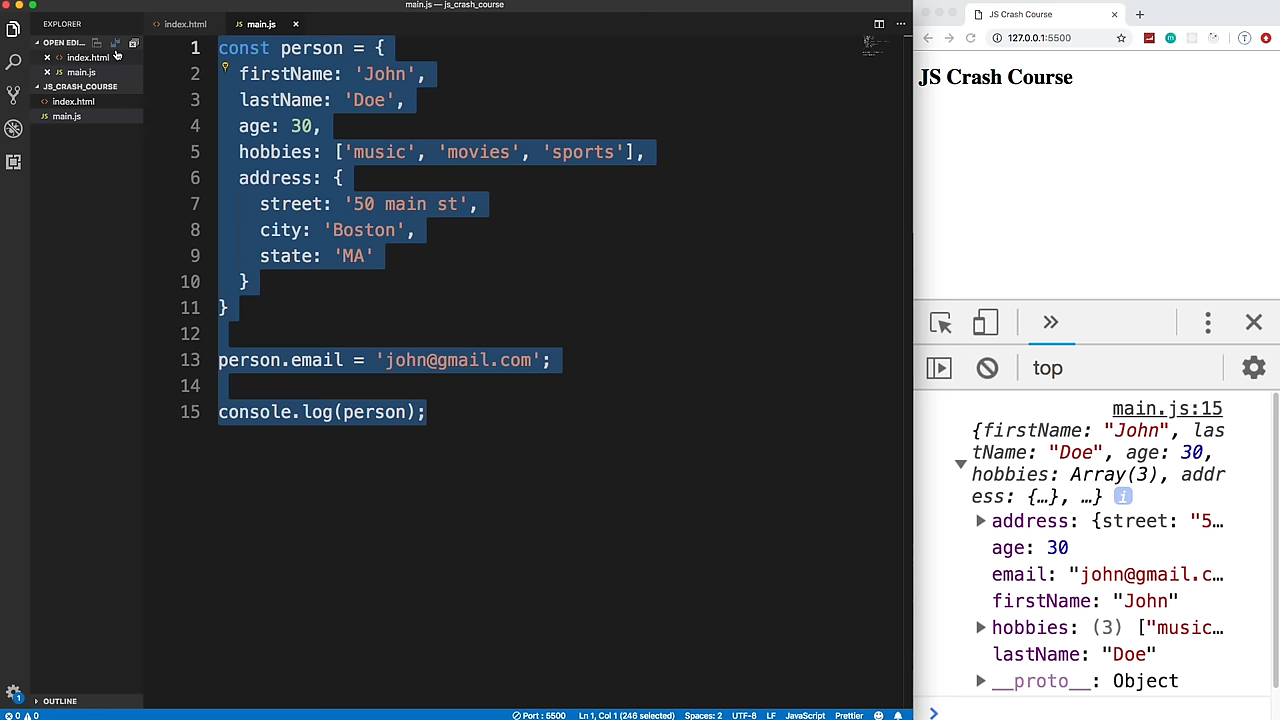 main.js — js_crash_course
EXPLORER
OPEN EDI...
index.html
main.js
JS_CRASH_COURSE
index.html
main.js
OUTLINE
index.html
main.js
1 const person = {
2 firstName: 'John',
3 lastName: 'Doe',
4 age: 30,
5 hobbies: ['music', 'movies', 'sports'],
6 address: {
7 street: '50 main st',
8 city: 'Boston',
9 state: 'MA'
10 }
11 }
12
13 person.email = 'john@gmail.com';
14
15 console.log(person);
JS Crash Course
127.0.0.1:5500
JS Crash Course
top
main.js:15
{firstName: "John", las
tName: "Doe", age: 30,
hobbies: Array(3), addr
ess: {…}, …}
address: {street: "5…
age: 30
email: "john@gmail.c…
firstName: "John"
hobbies: (3) ["music…
lastName: "Doe"
__proto__: Object
1
0 0
Port : 5500
Ln 1, Col 1 (246 selected)
Spaces: 2
UTF-8
LF
JavaScript
Prettier